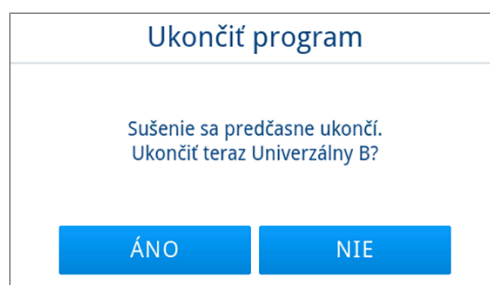 Ukončiť program
Sušenie sa predčasne ukončí.
Ukončiť teraz Univerzálny B?
ÁNO
NIE